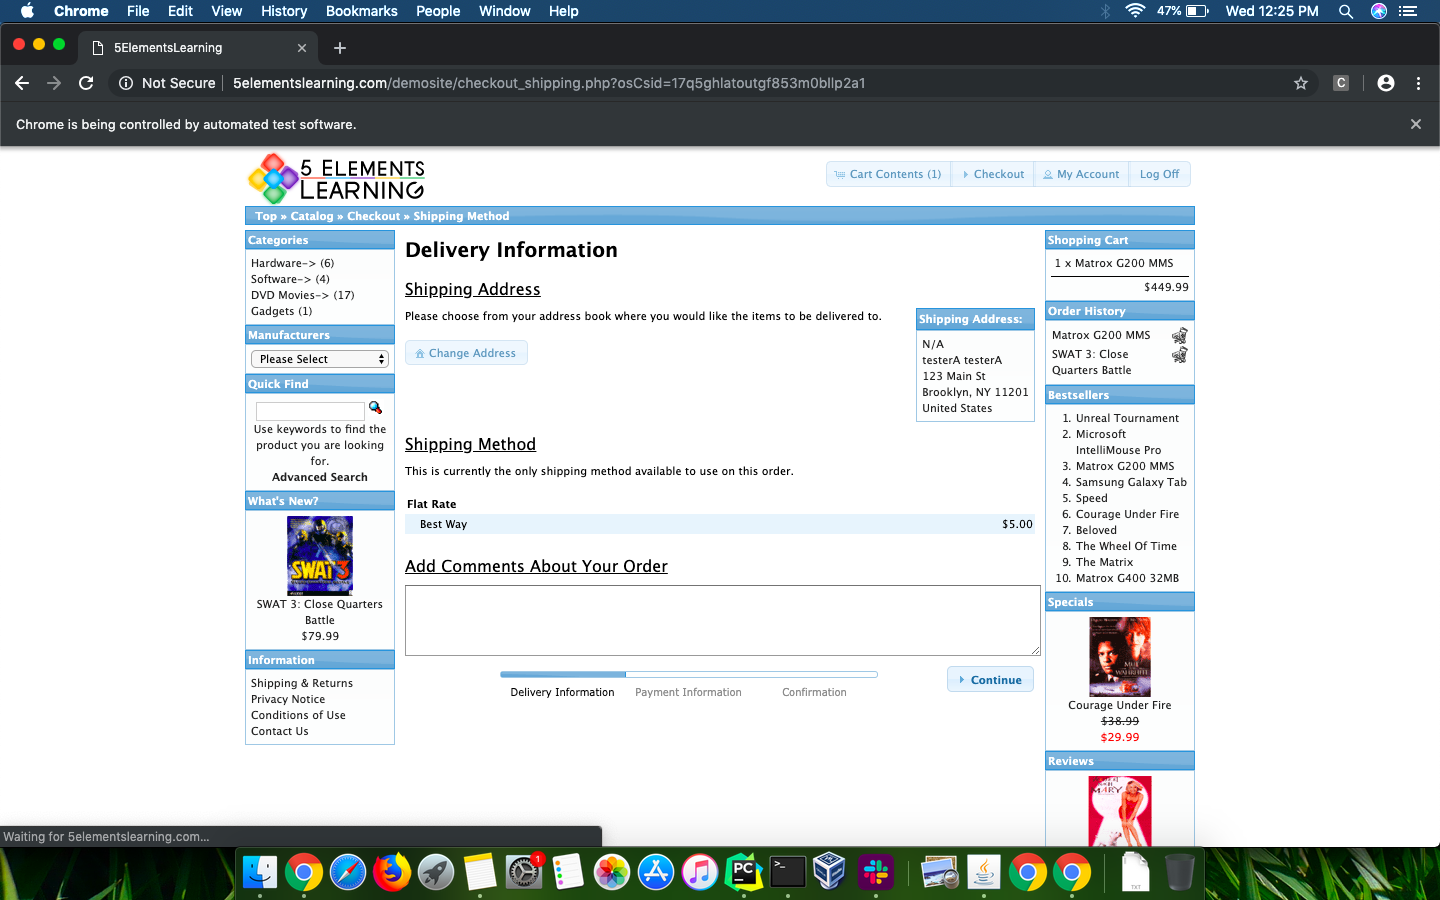 Chrome File Edit View History Bookmarks People Window Help 47% Wed 12:25 PM
5ElementsLearning
Not Secure 5elementslearning.com/demosite/checkout_shipping.php?osCsid=17q5ghlatoutgf853m0bllp2a1 C
Chrome is being controlled by automated test software.
5 ELEMENTS
LEARNING
Cart Contents (1) Checkout My Account Log Off
Top » Catalog » Checkout » Shipping Method
Categories
Hardware-> (6)
Software-> (4)
DVD Movies-> (17)
Gadgets (1)
Manufacturers
Please Select
Quick Find
Use keywords to find the
product you are looking
for.
Advanced Search
What's New?
SWAT 3
SWAT 3: Close Quarters
Battle
$79.99
Information
Shipping & Returns
Privacy Notice
Conditions of Use
Contact Us
Delivery Information
Shipping Address
Please choose from your address book where you would like the items to be delivered to.
Change Address
Shipping Address:
N/A
testerA testerA
123 Main St
Brooklyn, NY 11201
United States
Shipping Method
This is currently the only shipping method available to use on this order.
Flat Rate
Best Way $5.00
Add Comments About Your Order
Delivery Information Payment Information Confirmation
Continue
Shopping Cart
1 x Matrox G200 MMS
$449.99
Order History
Matrox G200 MMS
SWAT 3: Close
Quarters Battle
Bestsellers
1. Unreal Tournament
2. Microsoft
IntelliMouse Pro
3. Matrox G200 MMS
4. Samsung Galaxy Tab
5. Speed
6. Courage Under Fire
7. Beloved
8. The Wheel Of Time
9. The Matrix
10. Matrox G400 32MB
Specials
Courage Under Fire
$38.99
$29.99
Reviews
MARY
Waiting for 5elementslearning.com...
1
PC
TXT